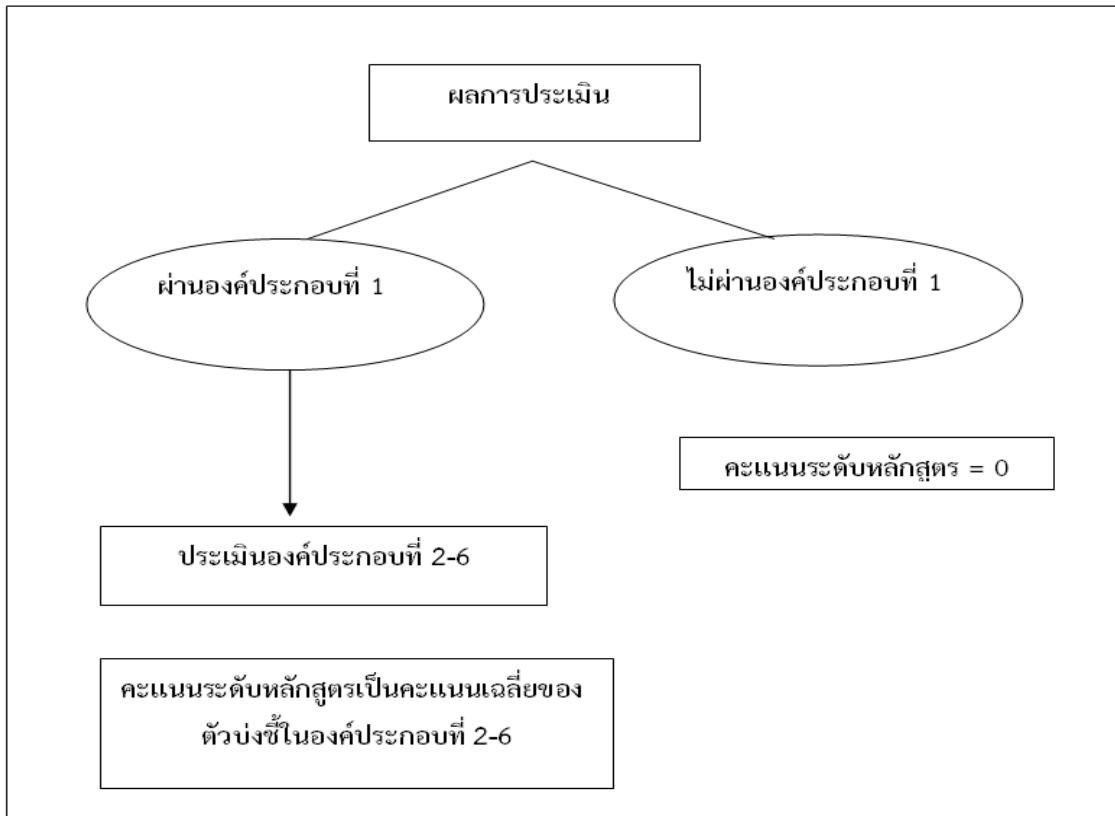 ผลการประเมิน
ผ่านองค์ประกอบที่ 1
ไม่ผ่านองค์ประกอบที่ 1
คะแนนระดับหลักสูตร = 0
ประเมินองค์ประกอบที่ 2-6
คะแนนระดับหลักสูตรเป็นคะแนนเฉลี่ยของ
ตัวบ่งชี้ในองค์ประกอบที่ 2-6